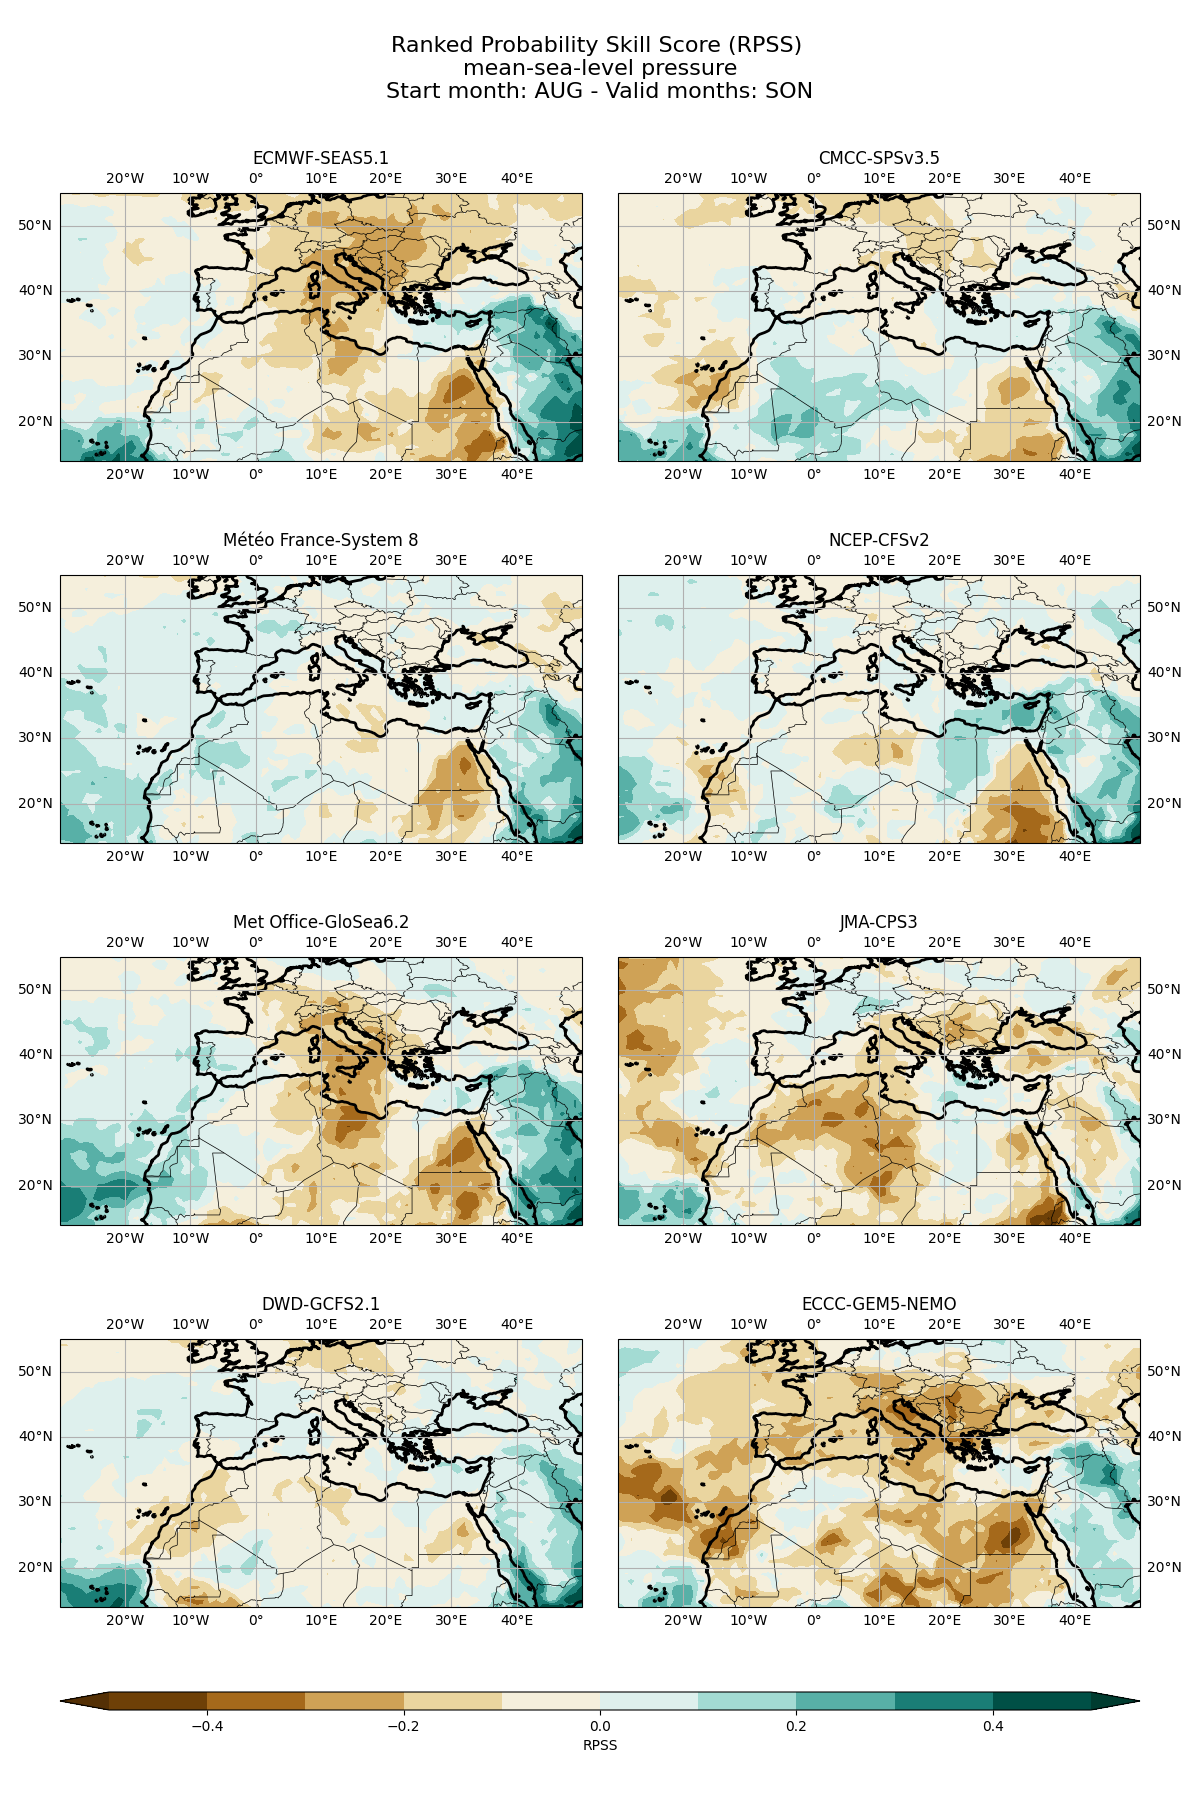 Ranked Probability Skill Score (RPSS)
mean-sea-level pressure
Start month: AUG - Valid months: SON
ECMWF-SEAS5.1
CMCC-SPSv3.5
20°W 10°W 0° 10°E 20°E 30°E 40°E
20°W 10°W 0° 10°E 20°E 30°E 40°E
50°N
50°N
40°N
40°N
30°N
30°N
20°N
20°N
20°W 10°W 0° 10°E 20°E 30°E 40°E
20°W 10°W 0° 10°E 20°E 30°E 40°E
Météo France-System 8
NCEP-CFSv2
20°W 10°W 0° 10°E 20°E 30°E 40°E
20°W 10°W 0° 10°E 20°E 30°E 40°E
50°N
50°N
40°N
40°N
30°N
30°N
20°N
20°N
20°W 10°W 0° 10°E 20°E 30°E 40°E
20°W 10°W 0° 10°E 20°E 30°E 40°E
Met Office-GloSea6.2
JMA-CPS3
20°W 10°W 0° 10°E 20°E 30°E 40°E
20°W 10°W 0° 10°E 20°E 30°E 40°E
50°N
50°N
40°N
40°N
30°N
30°N
20°N
20°N
20°W 10°W 0° 10°E 20°E 30°E 40°E
20°W 10°W 0° 10°E 20°E 30°E 40°E
DWD-GCFS2.1
ECCC-GEM5-NEMO
20°W 10°W 0° 10°E 20°E 30°E 40°E
20°W 10°W 0° 10°E 20°E 30°E 40°E
50°N
50°N
40°N
40°N
30°N
30°N
20°N
20°N
20°W 10°W 0° 10°E 20°E 30°E 40°E
20°W 10°W 0° 10°E 20°E 30°E 40°E
−0.4 −0.2 0.0 0.2 0.4
RPSS